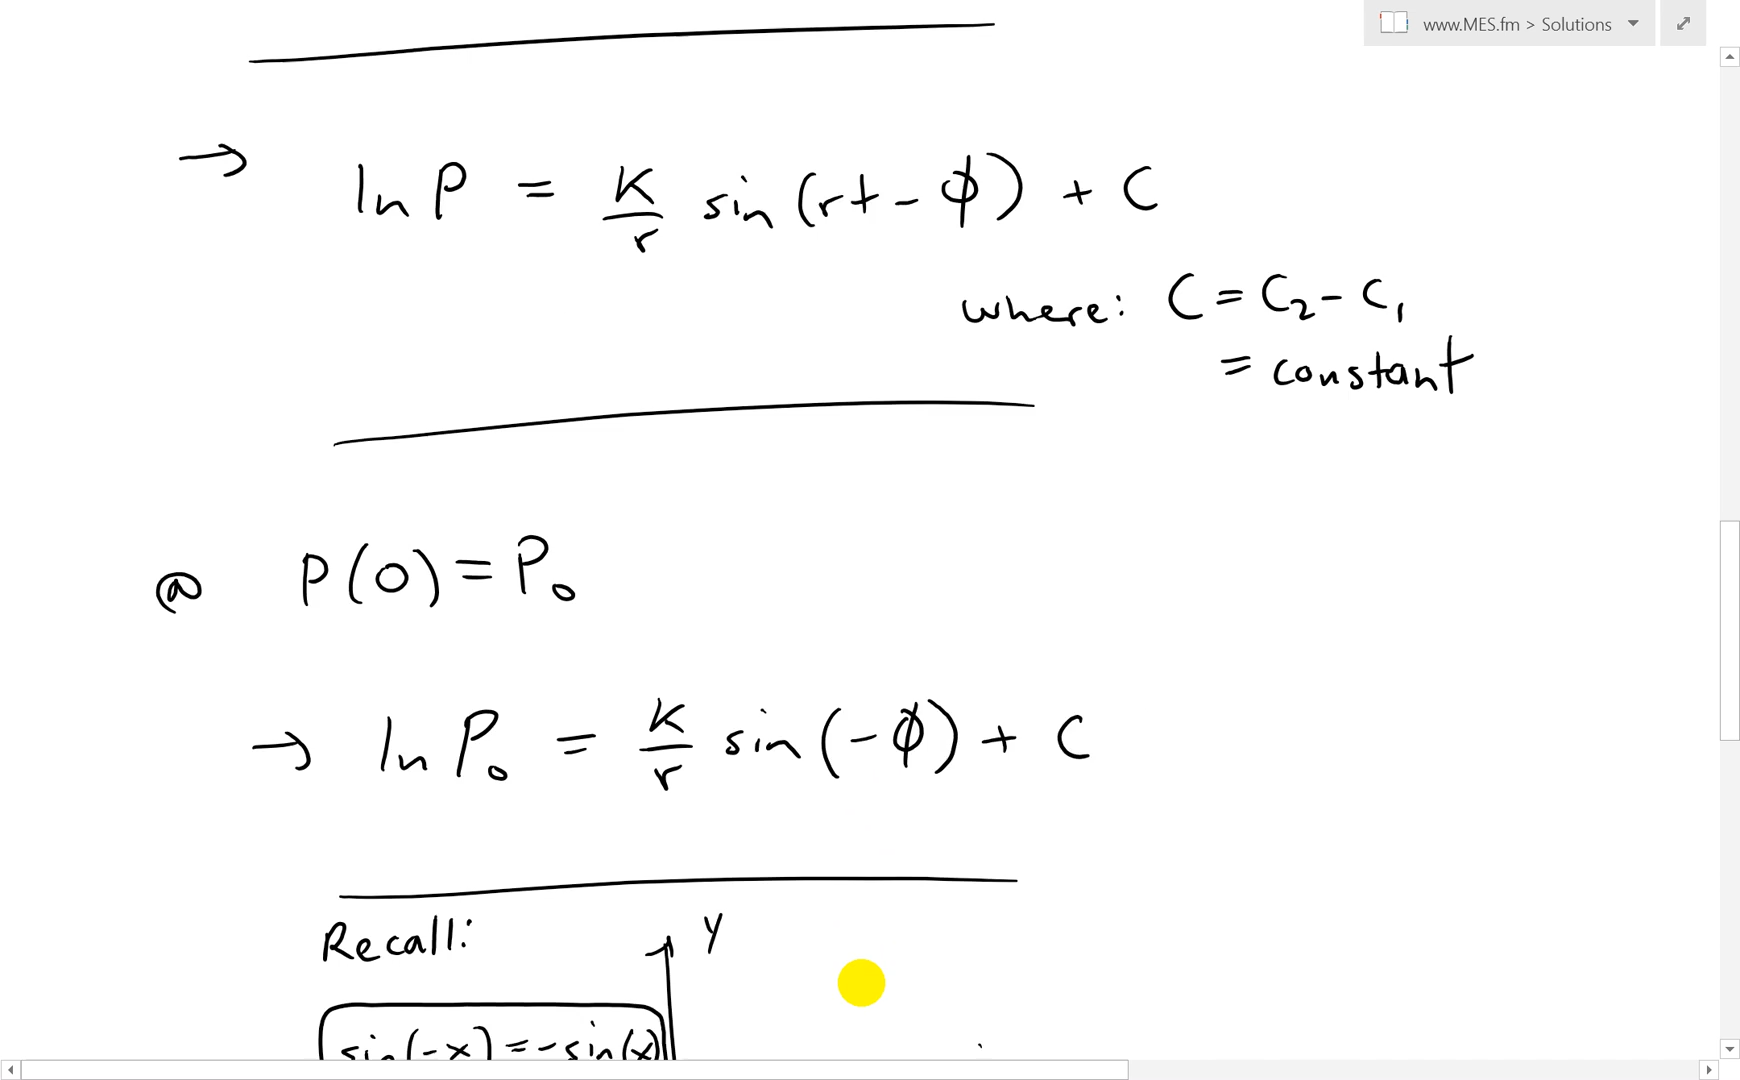 www.MES.fm > Solutions
→ ln P = K/r sin(rt - ϕ) + C
where: C = C₂ - C₁
= constant
@ P(0) = P₀
→ ln P₀ = K/r sin(-ϕ) + C
Recall:
y
sin(-x) = -sin(x)